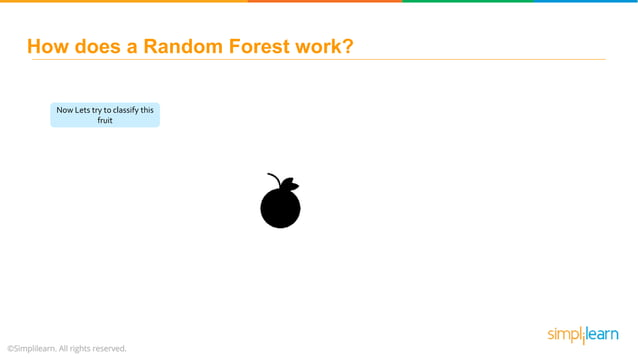 How does a Random Forest work?
Now Lets try to classify this
fruit
simplilearn
©Simplilearn. All rights reserved.